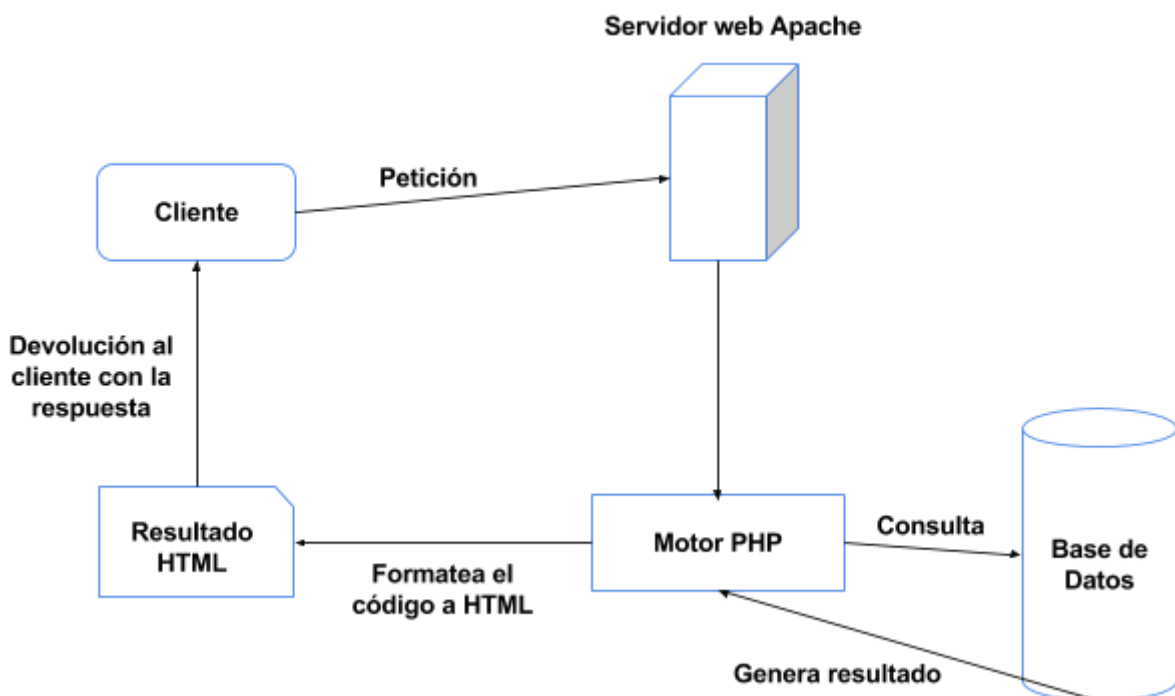 Servidor web Apache
Petición
Cliente
Devolución al
cliente con la
respuesta
Resultado
HTML
Formatea el
código a HTML
Motor PHP
Consulta
Base de
Datos
Genera resultado